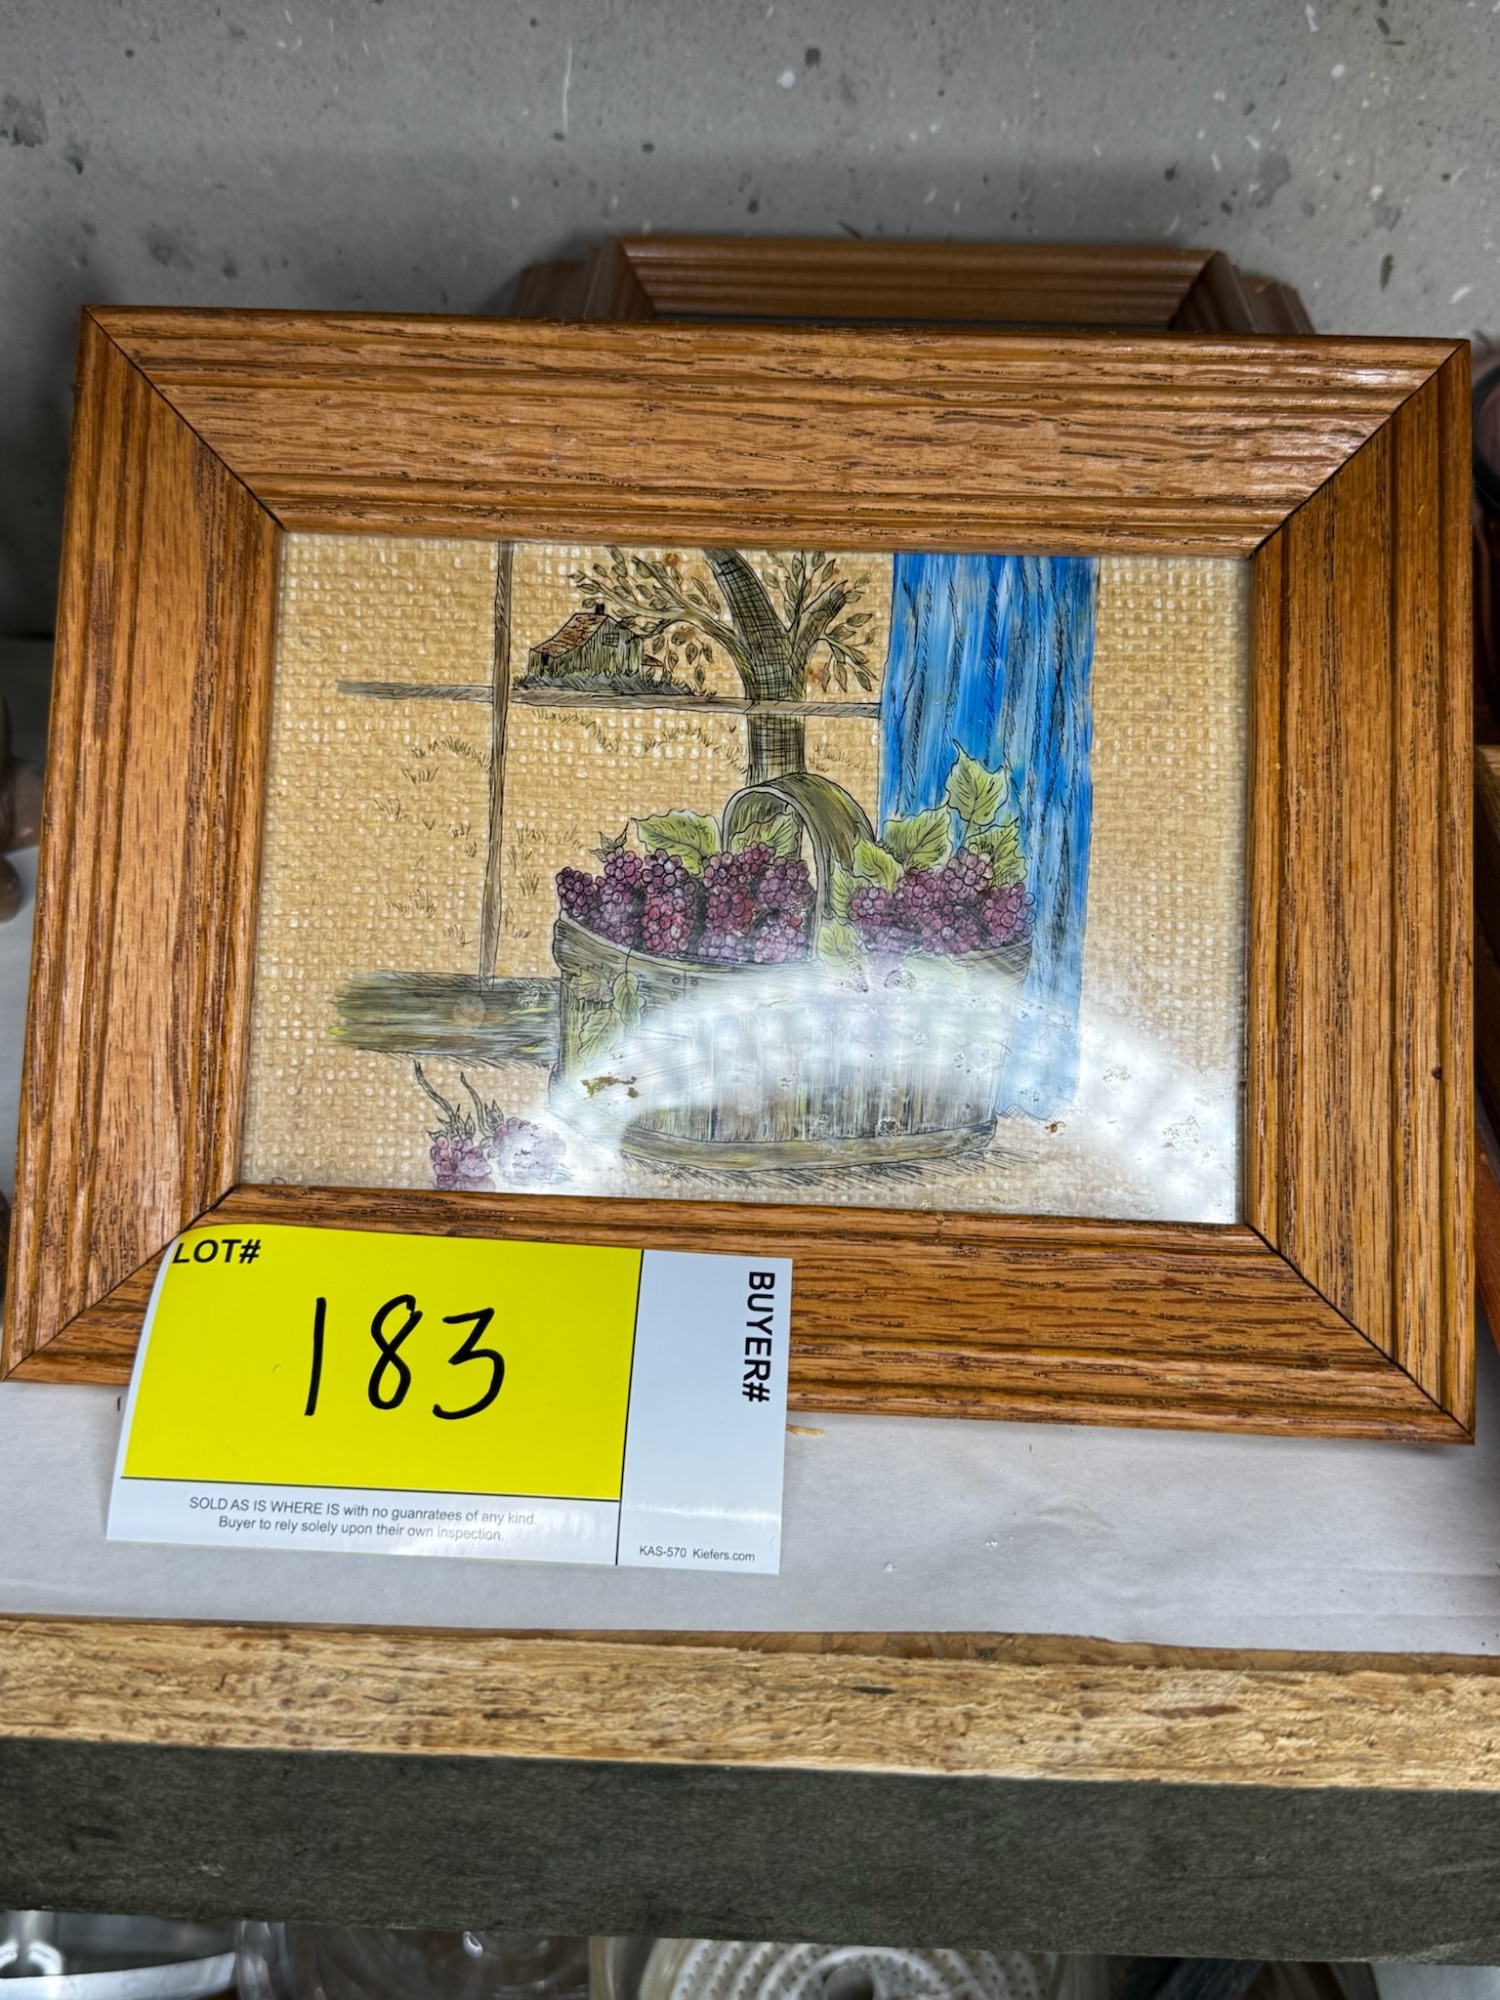 LOT#
183
BUYER#
SOLD AS IS WHERE IS with no guanratees of any kind.
Buyer to rely solely upon their own inspection.
KAS-570 Kiefers.com